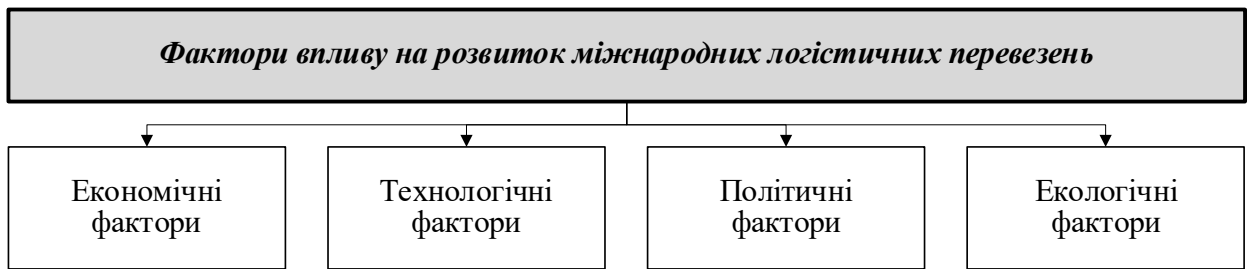 Фактори впливу на розвиток міжнародних логістичних перевезень
Економічні
фактори
Технологічні
фактори
Політичні
фактори
Екологічні
фактори